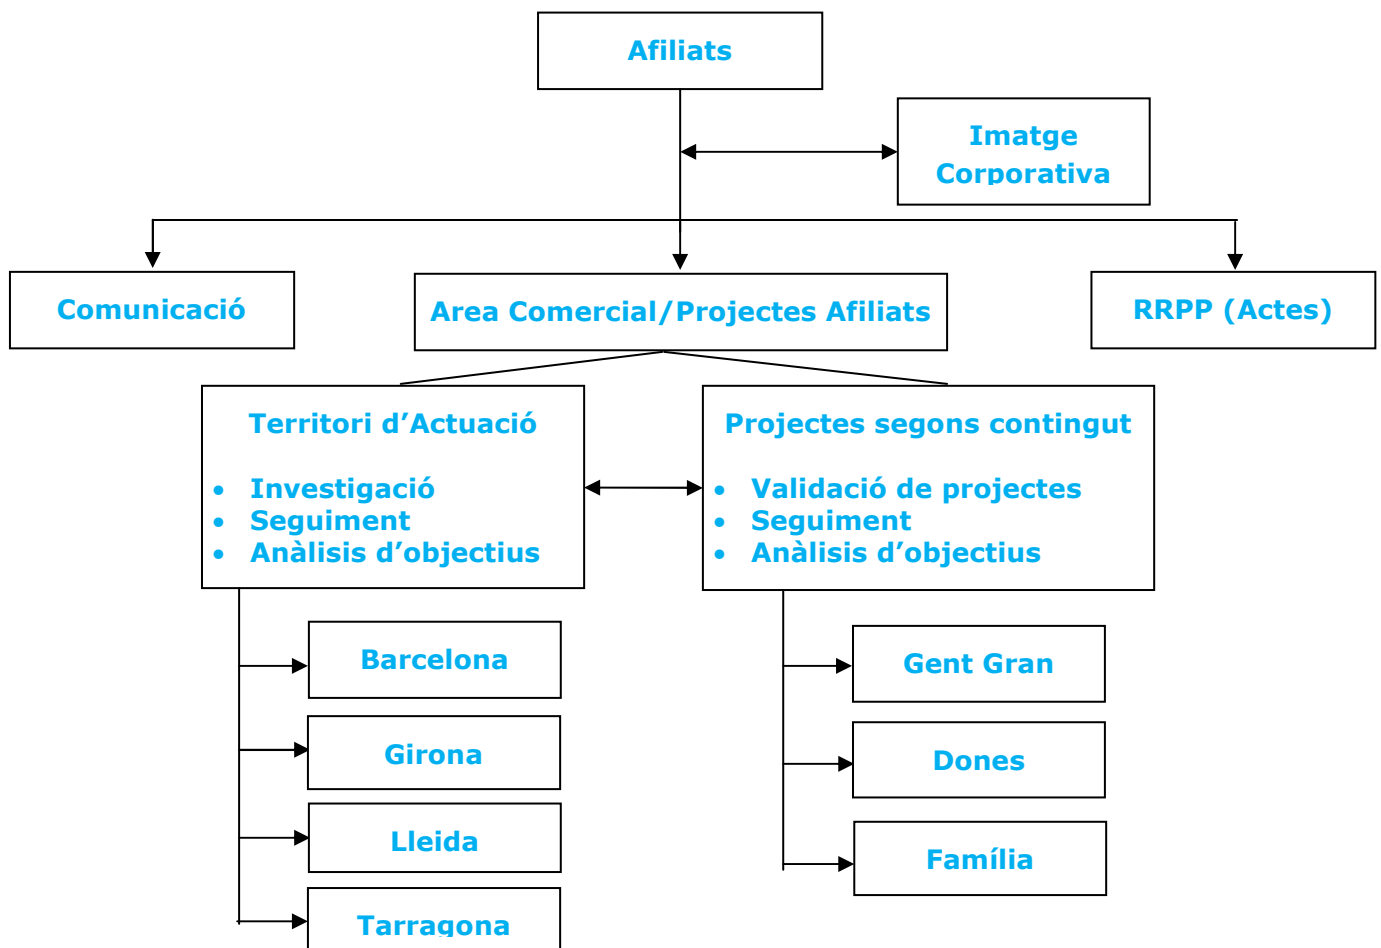 Afiliats
Imatge
Corporativa
Comunicació
Area Comercial/Projectes Afiliats
RRPP (Actes)
Territori d’Actuació
• Investigació
• Seguiment
• Anàlisis d’objectius
Projectes segons contingut
• Validació de projectes
• Seguiment
• Anàlisis d’objectius
Barcelona
Girona
Lleida
Tarragona
Gent Gran
Dones
Família